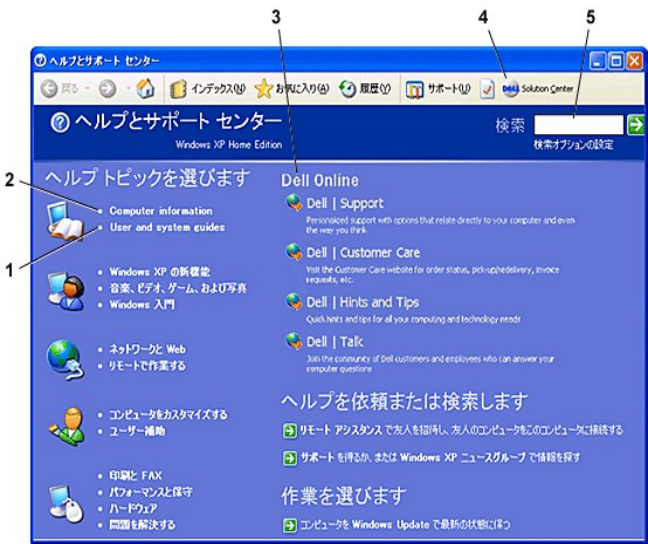 3 4 5
ヘルプとサポート センター
戻る インデックス(N) お気に入り(A) 履歴(Y) サポート(U) DELL Solution Center
ヘルプとサポート センター
Windows XP Home Edition
検索
検索オプションの設定
ヘルプ トピックを選びます
2
Computer information
User and system guides
1
Windows XP の新機能
音楽、ビデオ、ゲーム、および写真
Windows 入門
ネットワークと Web
リモートで作業する
コンピュータをカスタマイズする
ユーザー補助
印刷と FAX
パフォーマンスと保守
ハードウェア
問題を解決する
Dell Online
Dell | Support
Personalized support with options that relate directly to your computer and even
the way you think.
Dell | Customer Care
Visit the Customer Care website for order status, pick-up/redelivery, invoice
requests, etc.
Dell | Hints and Tips
Quick hints and tips for all your computing and technology needs
Dell | Talk
Join the community of Dell customers and employees who can answer your
computer questions
ヘルプを依頼または検索します
リモート アシスタンス で友人を招待し、友人のコンピュータをこのコンピュータに接続する
サポート を得るか、または Windows XP ニュースグループ で情報を探す
作業を選びます
コンピュータを Windows Update で最新の状態に保つ